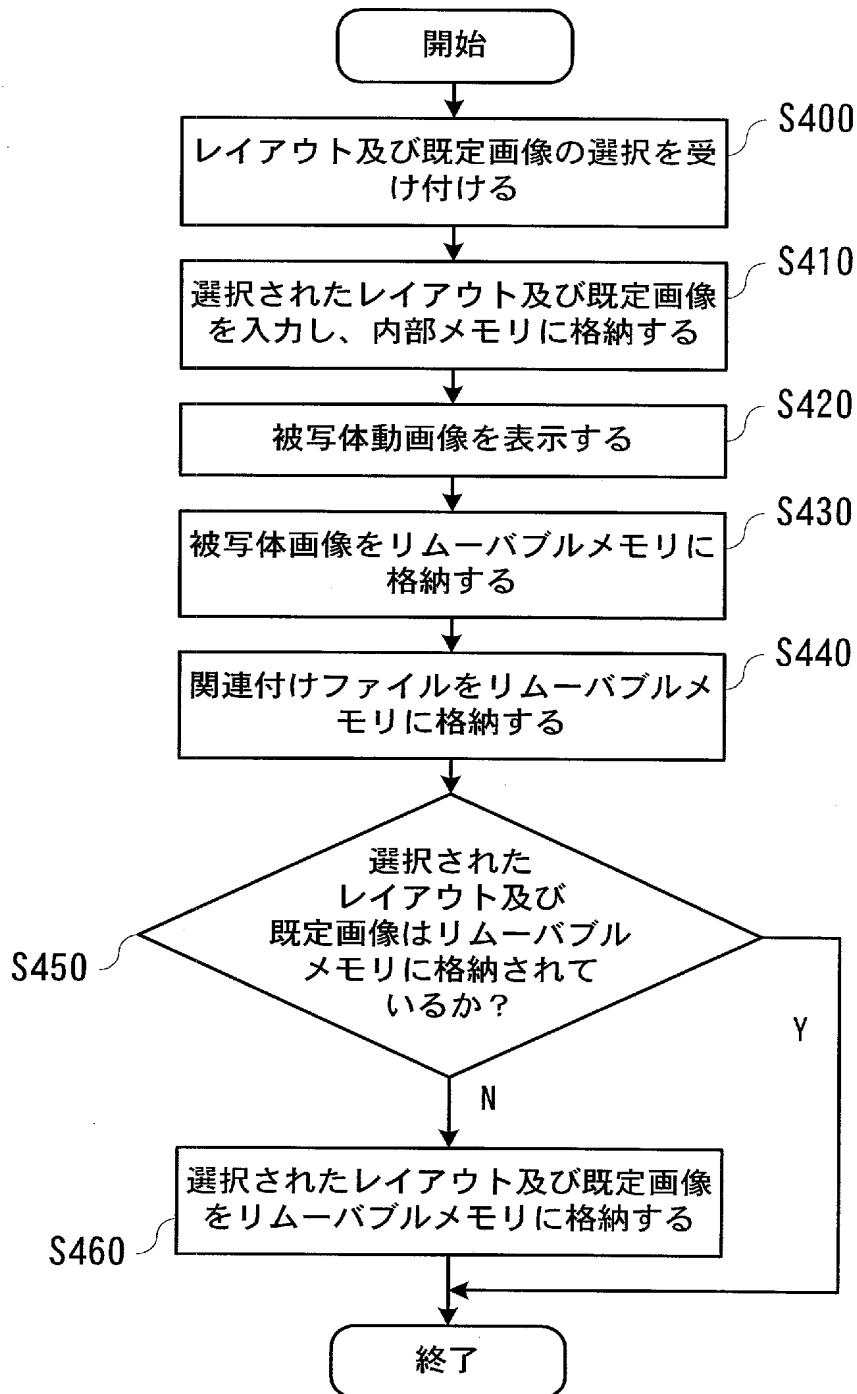 開始
S400
レイアウト及び既定画像の選択を受
け付ける
S410
選択されたレイアウト及び既定画像
を入力し、内部メモリに格納する
S420
被写体動画像を表示する
S430
被写体画像をリムーバブルメモリに
格納する
S440
関連付けファイルをリムーバブルメ
モリに格納する
選択された
レイアウト及び
既定画像はリムーバブル
メモリに格納されて
いるか？
S450
Y
N
選択されたレイアウト及び既定画像
をリムーバブルメモリに格納する
S460
終了